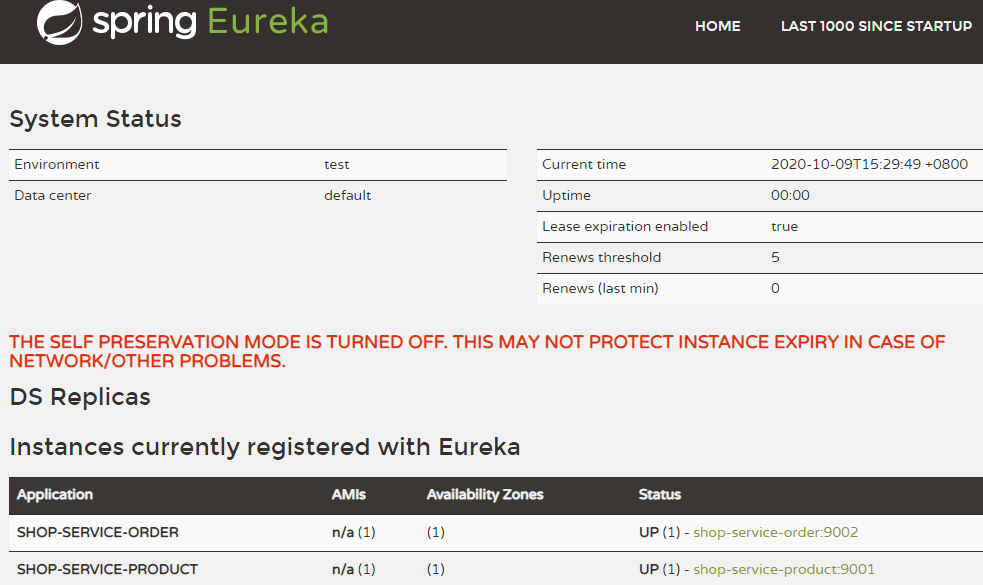 spring Eureka
HOME LAST 1000 SINCE STARTUP
System Status
Environment test
Data center default
Current time 2020-10-09T15:29:49 +0800
Uptime 00:00
Lease expiration enabled true
Renews threshold 5
Renews (last min) 0
THE SELF PRESERVATION MODE IS TURNED OFF. THIS MAY NOT PROTECT INSTANCE EXPIRY IN CASE OF
NETWORK/OTHER PROBLEMS.
DS Replicas
Instances currently registered with Eureka
Application AMIs Availability Zones Status
SHOP-SERVICE-ORDER n/a (1) (1) UP (1) - shop-service-order:9002
SHOP-SERVICE-PRODUCT n/a (1) (1) UP (1) - shop-service-product:9001